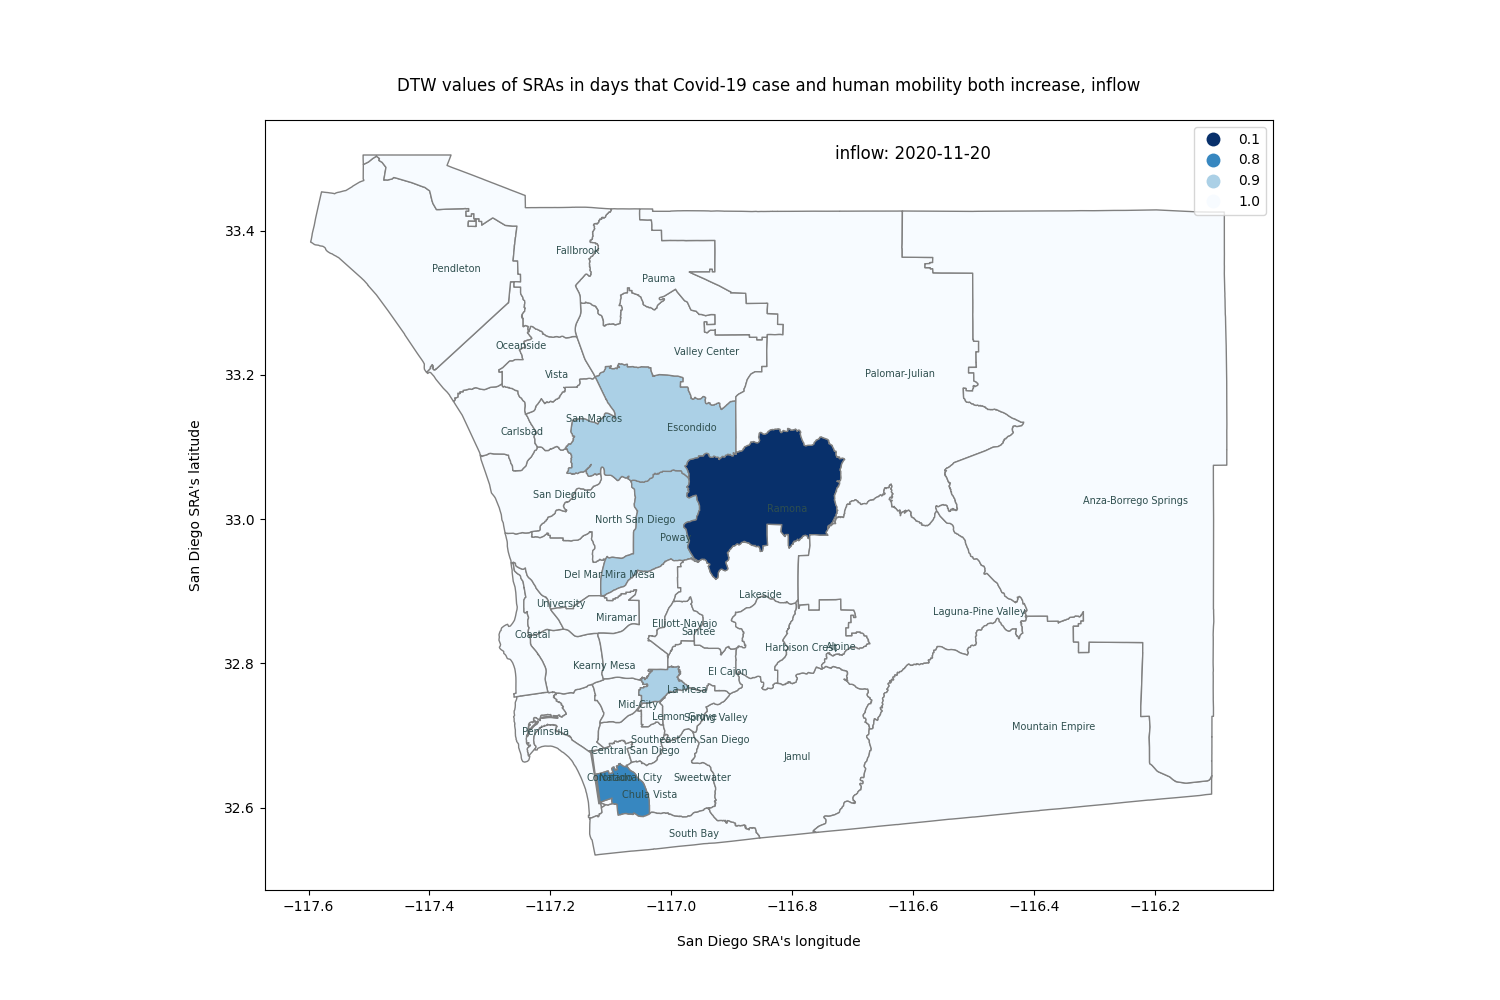 DTW values of SRAs in days that Covid-19 case and human mobility both increase, inflow
inflow: 2020-11-20
0.1
0.8
0.9
1.0
33.4
33.2
33.0
32.8
32.6
San Diego SRA's latitude
Fallbrook
Pendleton
Pauma
Oceanside
Valley Center
Vista
Palomar-Julian
San Marcos
Escondido
Carlsbad
San Dieguito
Anza-Borrego Springs
Ramona
North San Diego
Poway
Del Mar-Mira Mesa
Lakeside
University
Laguna-Pine Valley
Miramar
Elliott-Navajo
Santee
Coastal
Harbison Crest
Alpine
Kearny Mesa
El Cajon
La Mesa
Mid-City
Lemon Grove
Spring Valley
Mountain Empire
Peninsula
Southeastern San Diego
Central San Diego
Jamul
Coronado
National City
Sweetwater
Chula Vista
South Bay
−117.6 −117.4 −117.2 −117.0 −116.8 −116.6 −116.4 −116.2
San Diego SRA's longitude